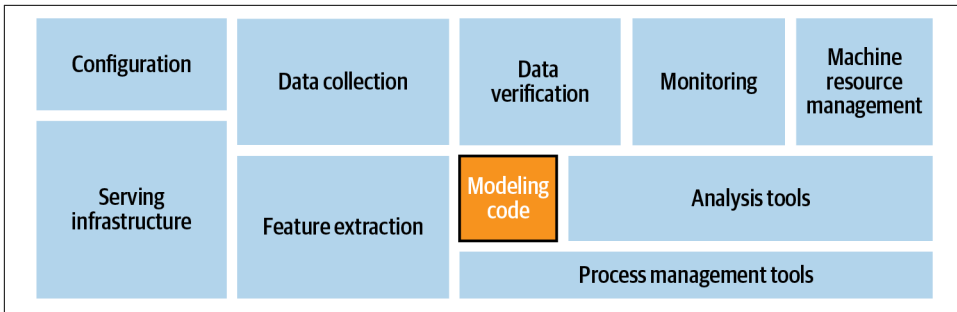 Configuration
Data collection
Data
verification
Monitoring
Machine
resource
management
Serving
infrastructure
Feature extraction
Modeling
code
Analysis tools
Process management tools